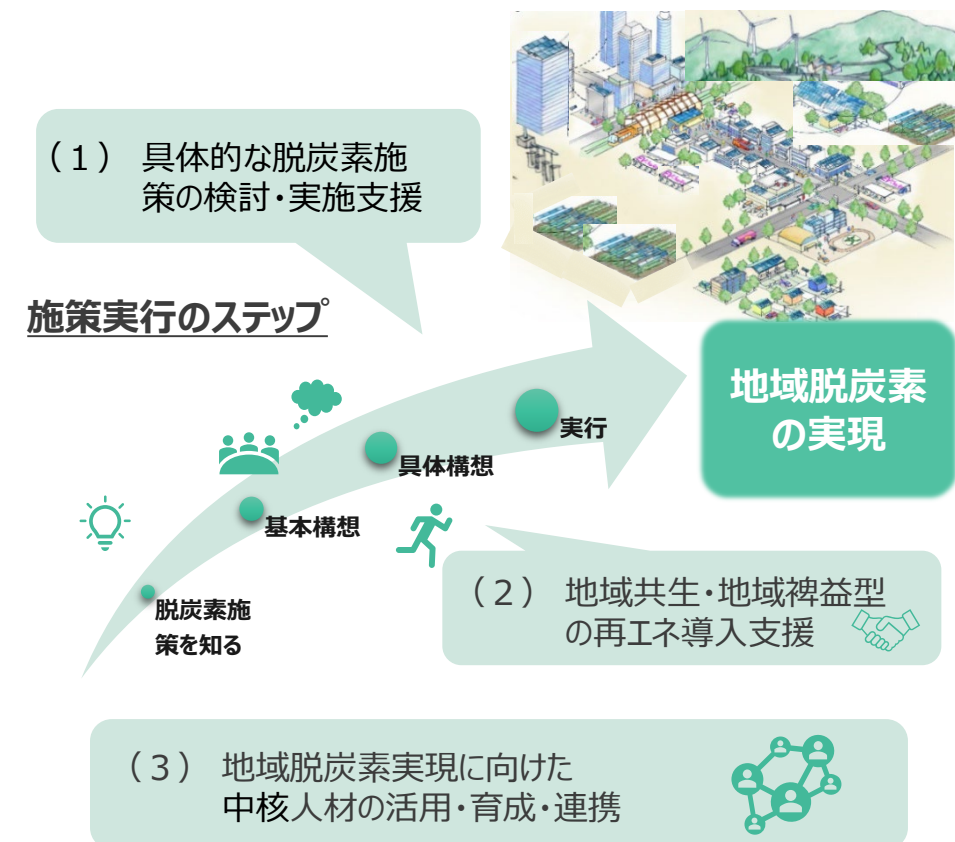 （１） 具体的な脱炭素施
策の検討・実施支援
施策実行のステップ
地域脱炭素
の実現
実行
具体構想
基本構想
脱炭素施
策を知る
（２） 地域共生・地域裨益型
の再エネ導入支援
（３） 地域脱炭素実現に向けた
中核人材の活用・育成・連携